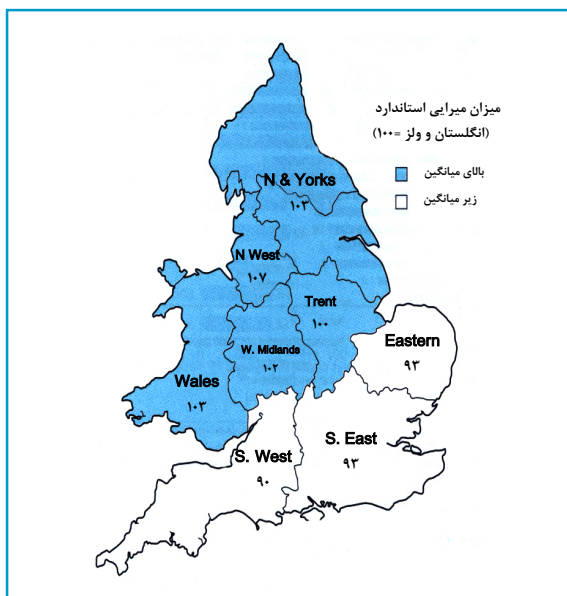 میزان میرایی استاندارد
(انگلستان و ولز =۱۰۰)
بالای میانگین
زیر میانگین
N & Yorks
۱۰۳
N West
۱۰۷
Trent
۱۰۰
Eastern
۹۳
W. Midlands
۱۰۲
Wales
۱۰۳
S. East
۹۳
S. West
۹۰